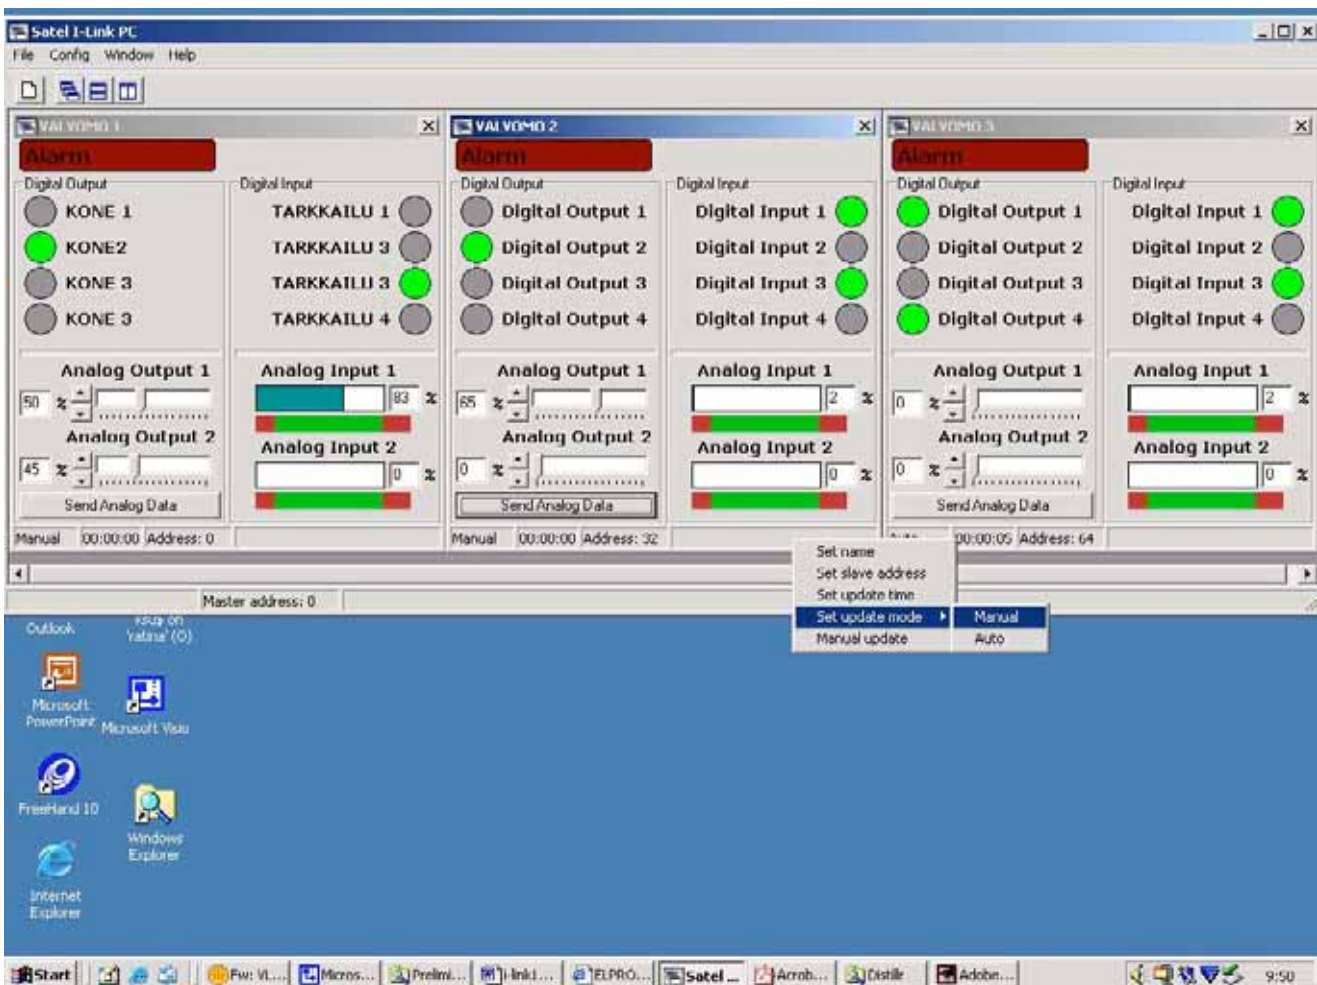 Satel I-Link PC
File Config Window Help
VALVOMO 1
Alarm
Digital Output
Digital Input
KONE 1
TARKKAILU 1
KONE2
TARKKAILU 3
KONE 3
TARKKAILU 3
KONE 3
TARKKAILU 4
Analog Output 1
Analog Input 1
50 %
83 %
Analog Output 2
Analog Input 2
45 %
0 %
Send Analog Data
Manual 00:00:00 Address: 0
VALVOMO 2
Alarm
Digital Output
Digital Input
Digital Output 1
Digital Input 1
Digital Output 2
Digital Input 2
Digital Output 3
Digital Input 3
Digital Output 4
Digital Input 4
Analog Output 1
Analog Input 1
65 %
2 %
Analog Output 2
Analog Input 2
0 %
0 %
Send Analog Data
Manual 00:00:00 Address: 32
VALVOMO 3
Alarm
Digital Output
Digital Input
Digital Output 1
Digital Input 1
Digital Output 2
Digital Input 2
Digital Output 3
Digital Input 3
Digital Output 4
Digital Input 4
Analog Output 1
Analog Input 1
0 %
2 %
Analog Output 2
Analog Input 2
0 %
0 %
Send Analog Data
00:00:05 Address: 64
Set name
Set slave address
Set update time
Set update mode
Manual update
Manual
Auto
Master address: 0
Outlook
'ratina' (O)
Microsoft
PowerPoint
Microsoft Visio
FreeHand 10
Windows
Explorer
Internet
Explorer
Start
Fw: VL...
Micros...
Prelimi...
I-link1...
ELPRO...
Satel ...
Acrob...
Distille
Adobe...
9:50